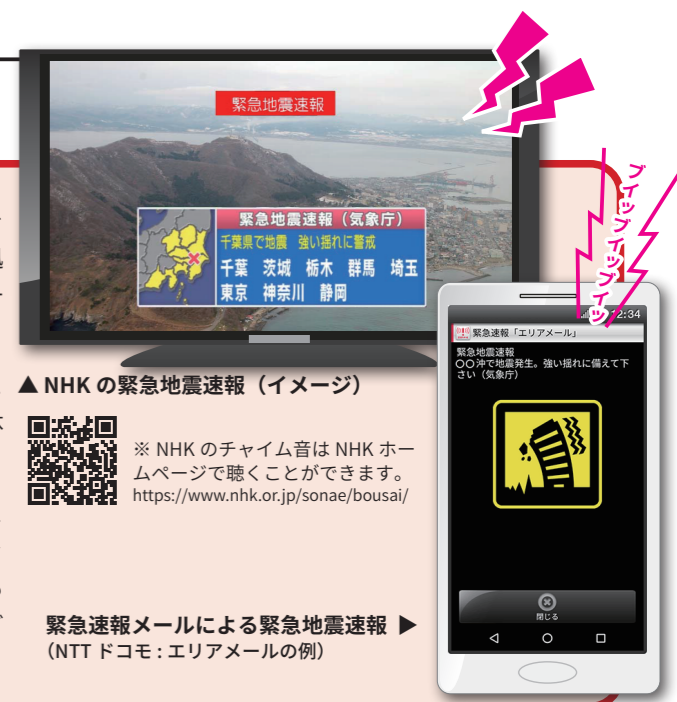 緊急地震速報
緊急地震速報（気象庁）
千葉県で地震 強い揺れに警戒
千葉 茨城 栃木 群馬 埼玉
東京 神奈川 静岡
▲ NHK の緊急地震速報（イメージ）
※ NHK のチャイム音は NHK ホー
ムページで聴くことができます。
https://www.nhk.or.jp/sonae/bousai/
ブイッブイッブイッ
12:34
緊急速報「エリアメール」
緊急地震速報
〇〇沖で地震発生。強い揺れに備えて下
さい（気象庁）
閉じる
緊急速報メールによる緊急地震速報 ▶
（NTT ドコモ : エリアメールの例）